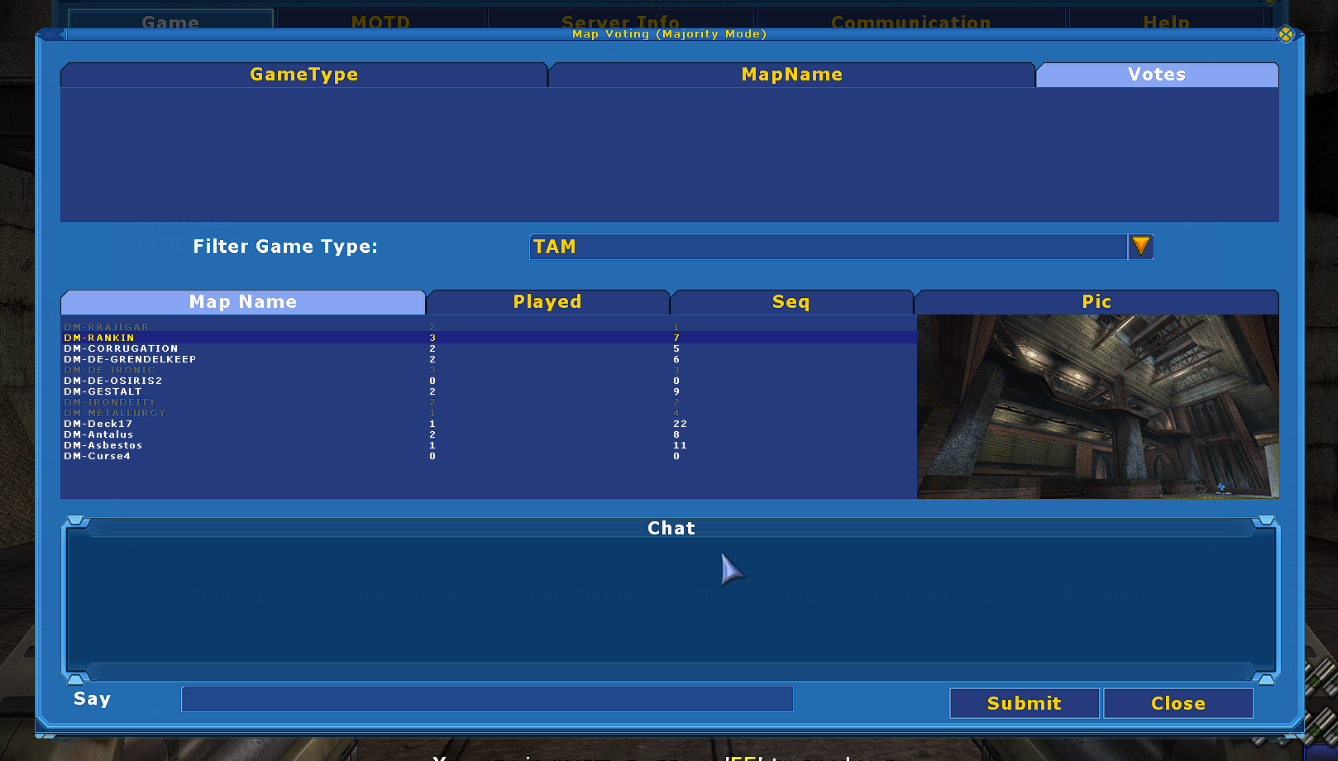 Game MOTD Server Info Communication Help
Map Voting (Majority Mode)
GameType MapName Votes
Filter Game Type: TAM
Map Name Played Seq Pic
DM-RRAJIGAR 2 1
DM-RANKIN 3 7
DM-CORRUGATION 2 5
DM-DE-GRENDELKEEP 2 6
DM-DE-IRONIC 3 3
DM-DE-OSIRIS2 0 0
DM-GESTALT 2 9
DM-IRONDEITY 2 2
DM-METALLURGY 1 4
DM-Deck17 1 22
DM-Antalus 2 8
DM-Asbestos 1 11
DM-Curse4 0 0
Chat
Say
Submit Close